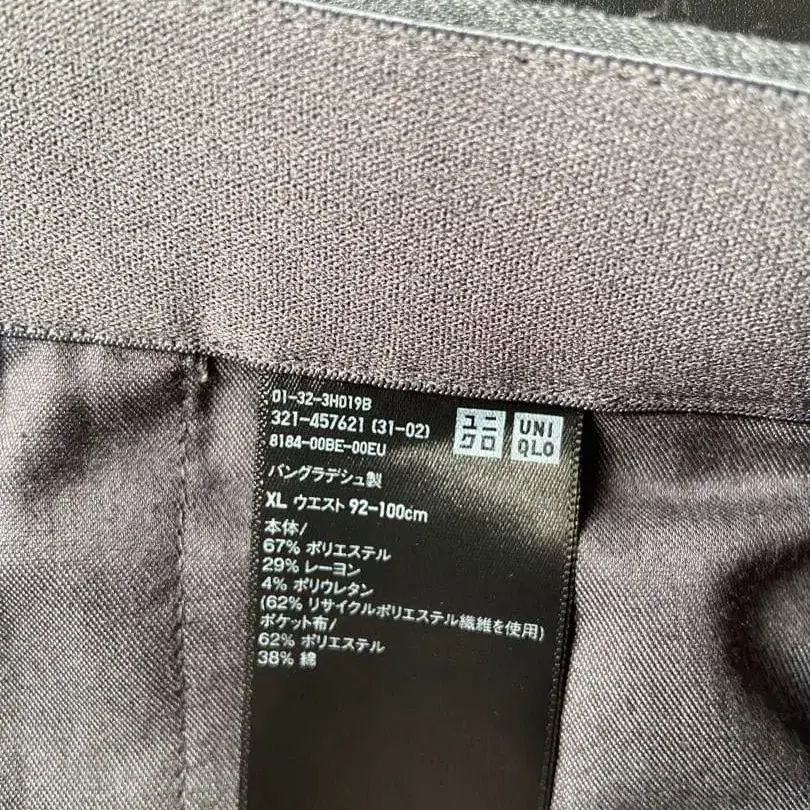 01-32-3H019B
321-457621 (31-02)
8184-00BE-00EU
ユニクロ
UNIQLO
バングラデシュ製
XL ウエスト 92-100cm
本体/
67% ポリエステル
29% レーヨン
4% ポリウレタン
(62% リサイクルポリエステル繊維を使用)
ポケット布/
62% ポリエステル
38% 綿